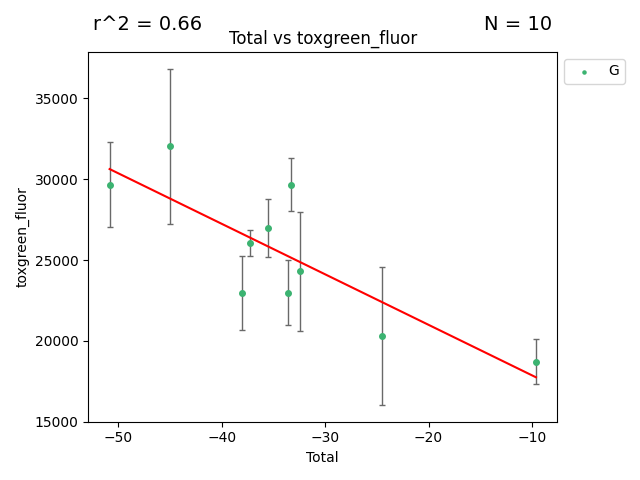 r^2 = 0.66
N = 10
Total vs toxgreen_fluor
G
toxgreen_fluor
35000
30000
25000
20000
15000
−50
−40
−30
−20
−10
Total